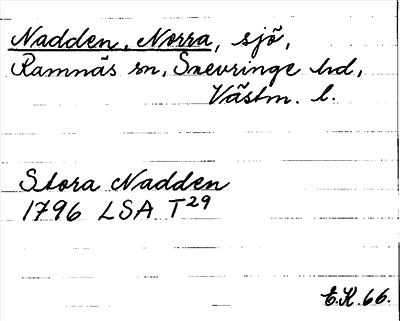 Nadden, Norra, sjö,
Ramnäs sn, Snevringe hd,
Västm. l.
Stora Nadden
1796 LSA T29
E.K. 66.